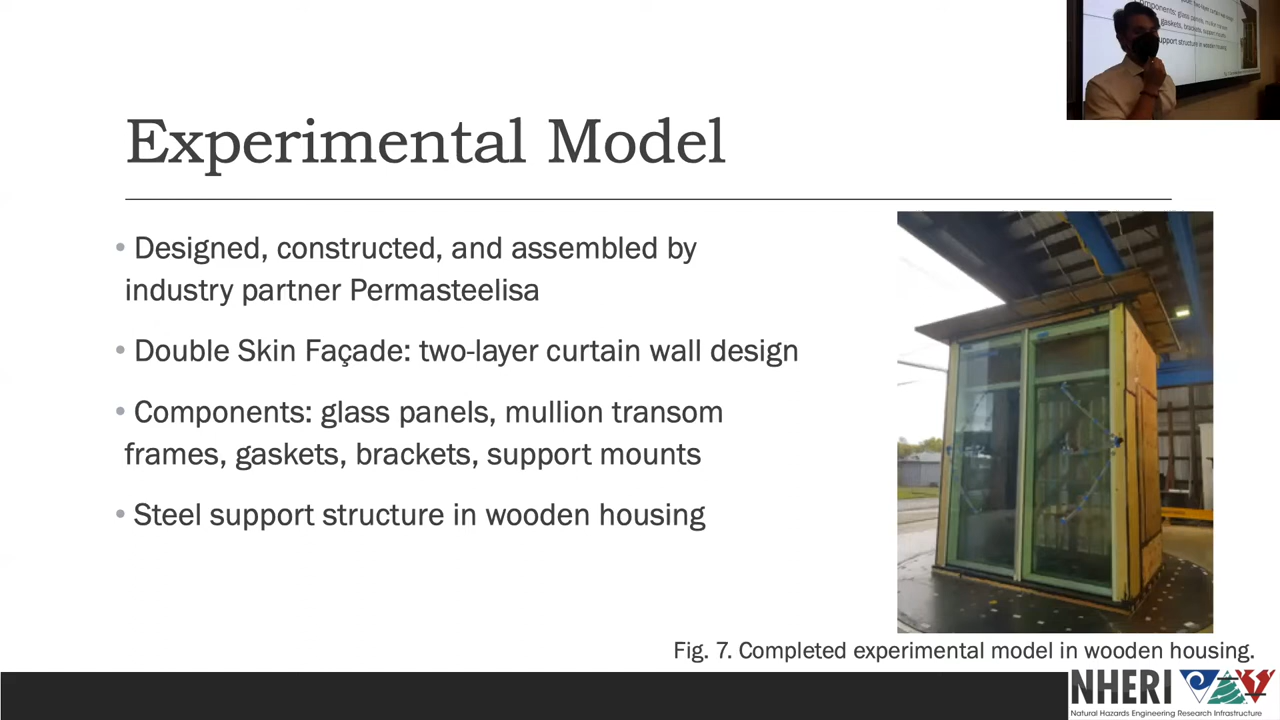 Experimental Model
• Designed, constructed, and assembled by
industry partner Permasteelisa
• Double Skin Façade: two-layer curtain wall design
• Components: glass panels, mullion transom
frames, gaskets, brackets, support mounts
• Steel support structure in wooden housing
Fig. 7. Completed experimental model in wooden housing.
NHERI
Natural Hazards Engineering Research Infrastructure